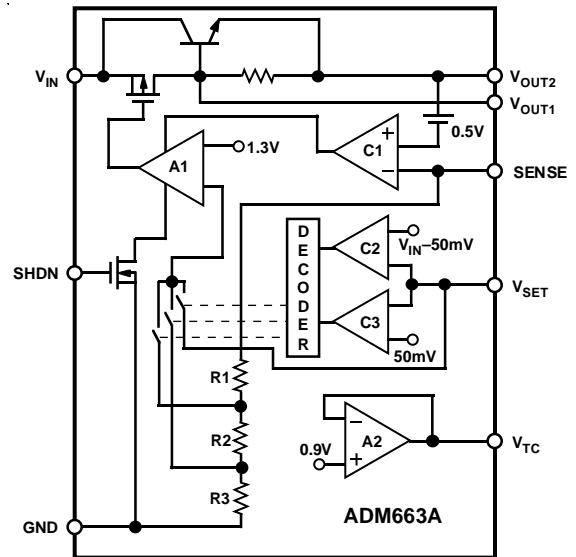 VIN
VOUT2
VOUT1
0.5V
A1
1.3V
C1
+
−
SENSE
DECODER
C2
VIN–50mV
SHDN
C3
50mV
VSET
R1
R2
R3
0.9V
−
+
A2
VTC
GND
ADM663A